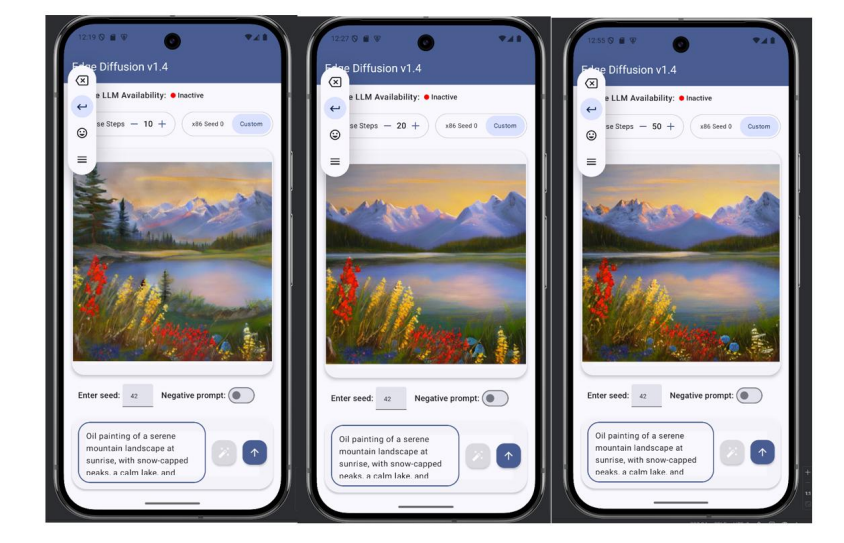 12:19
Edge Diffusion v1.4
e LLM Availability: Inactive
se Steps − 10 +
x86 Seed 0
Custom
Enter seed: 42
Negative prompt:
Oil painting of a serene
mountain landscape at
sunrise, with snow-capped
peaks, a calm lake, and
12:27
Edge Diffusion v1.4
e LLM Availability: Inactive
se Steps − 20 +
x86 Seed 0
Custom
Enter seed: 42
Negative prompt:
Oil painting of a serene
mountain landscape at
sunrise, with snow-capped
peaks, a calm lake, and
12:55
Edge Diffusion v1.4
e LLM Availability: Inactive
se Steps − 50 +
x86 Seed 0
Custom
Enter seed: 42
Negative prompt:
Oil painting of a serene
mountain landscape at
sunrise, with snow-capped
peaks, a calm lake, and